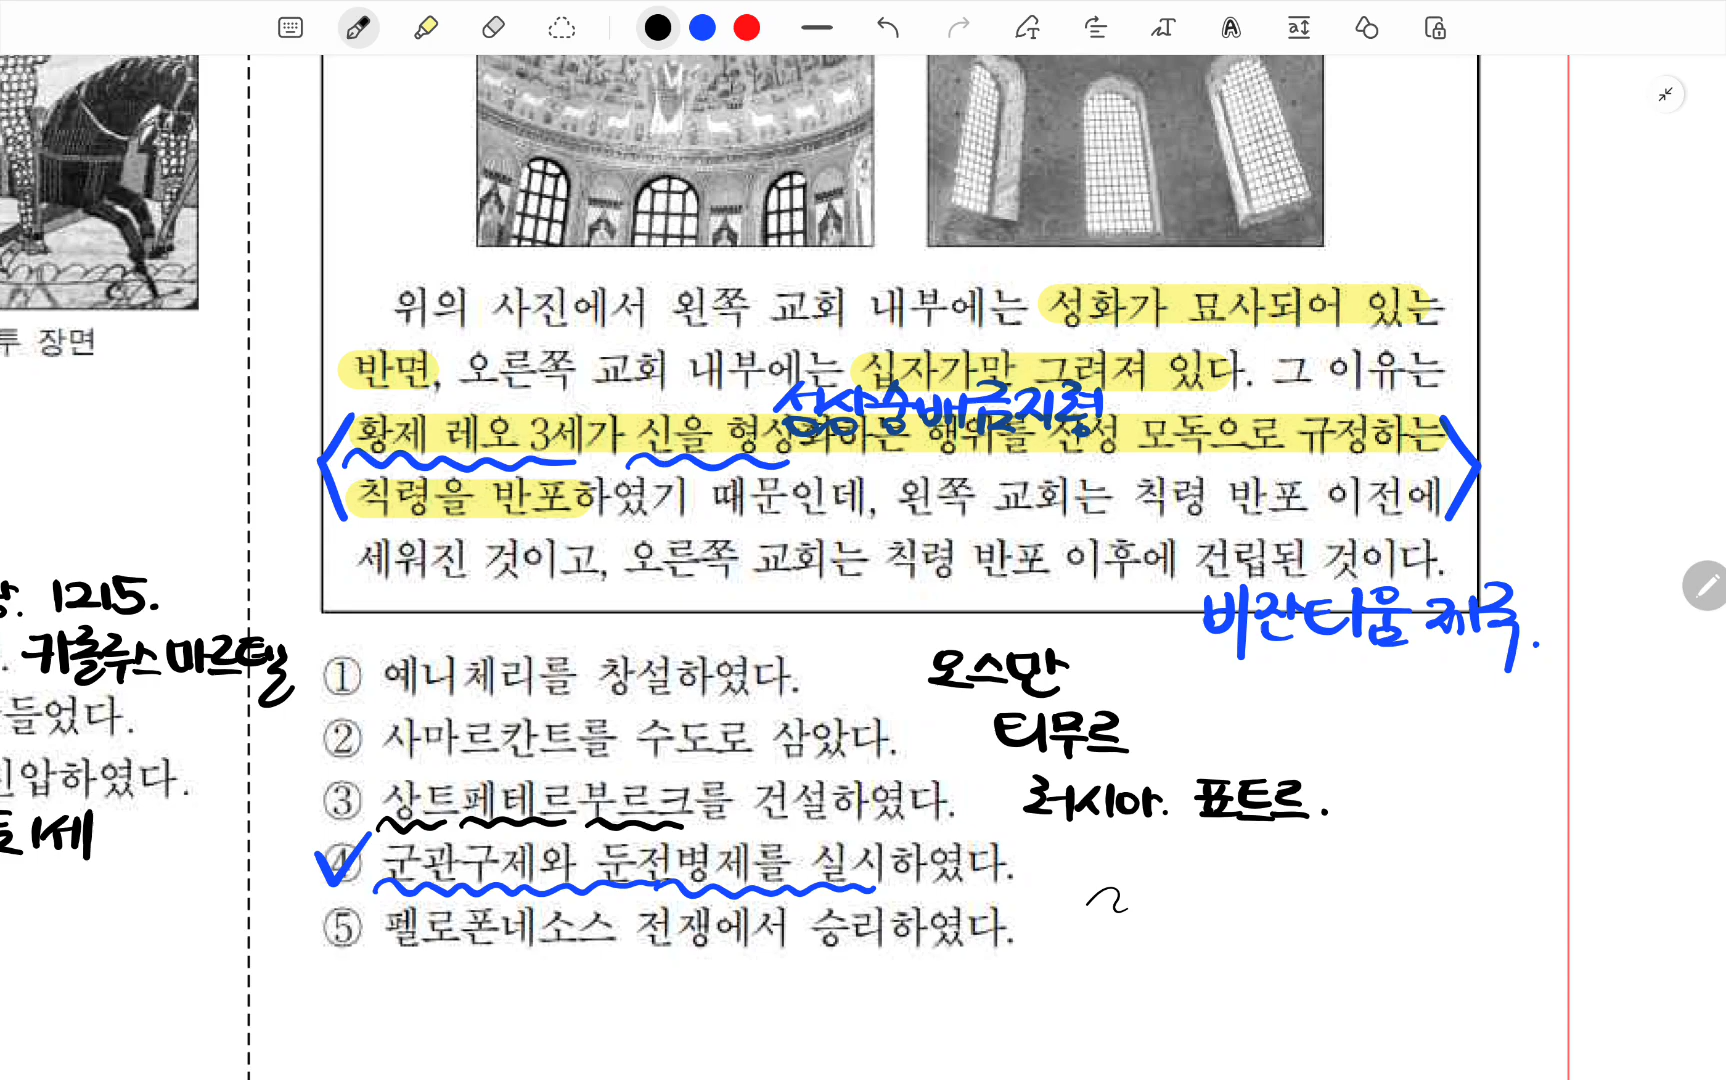 투 장면
위의 사진에서 왼쪽 교회 내부에는 성화가 묘사되어 있는
반면, 오른쪽 교회 내부에는 십자가만 그려져 있다. 그 이유는
성상숭배금지령
황제 레오 3세가 신을 형상화하는 행위를 신성 모독으로 규정하는
칙령을 반포하였기 때문인데, 왼쪽 교회는 칙령 반포 이전에
세워진 것이고, 오른쪽 교회는 칙령 반포 이후에 건립된 것이다.
비잔티움 제국.
1215.
카롤루스 마르텔
들었다.
진압하였다.
① 예니체리를 창설하였다. 오스만
② 사마르칸트를 수도로 삼았다. 티무르
③ 상트페테르부르크를 건설하였다. 러시아. 표트르.
④ 군관구제와 둔전병제를 실시하였다.
⑤ 펠로폰네소스 전쟁에서 승리하였다.